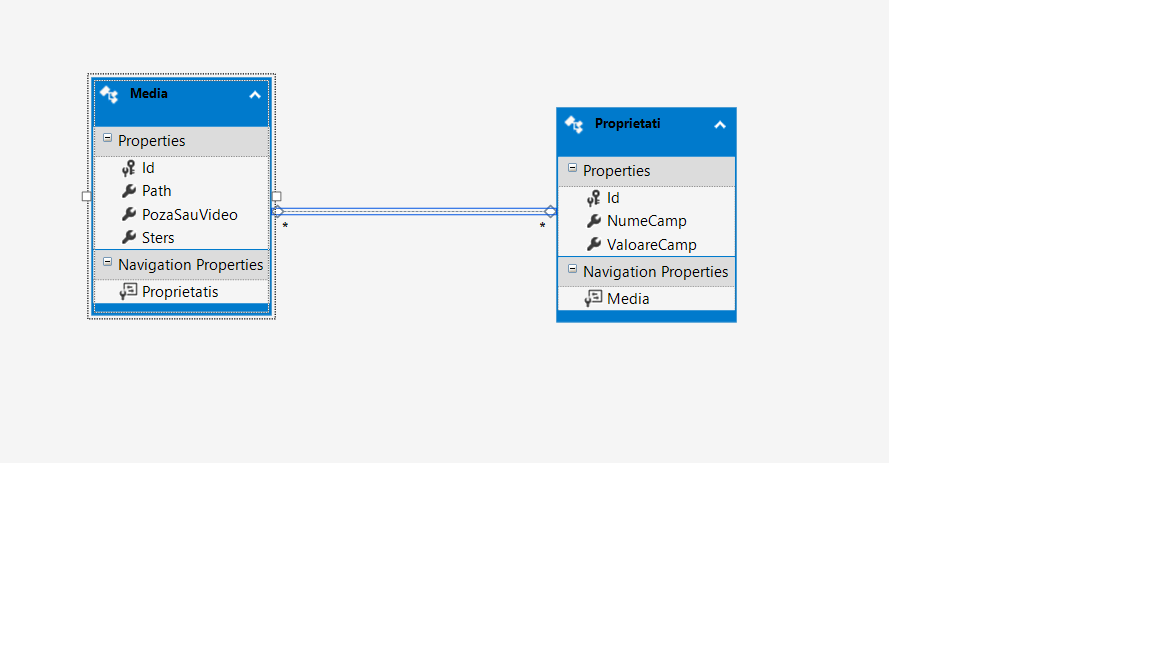 Media
Properties
Id
Path
PozaSauVideo
Sters
Navigation Properties
Proprietatis
*
*
Proprietati
Properties
Id
NumeCamp
ValoareCamp
Navigation Properties
Media